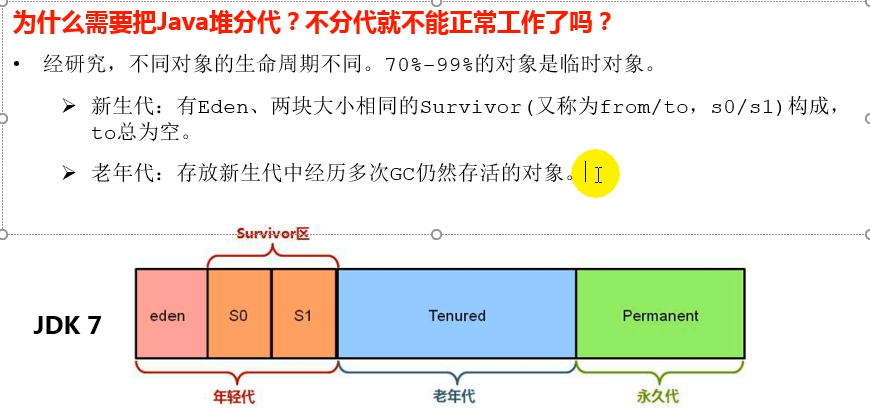 为什么需要把Java堆分代？不分代就不能正常工作了吗？
• 经研究，不同对象的生命周期不同。70%-99%的对象是临时对象。
➢ 新生代：有Eden、两块大小相同的Survivor(又称为from/to，s0/s1)构成，
to总为空。
➢ 老年代：存放新生代中经历多次GC仍然存活的对象。
Survivor区
JDK 7
eden S0 S1 Tenured Permanent
年轻代 老年代 永久代